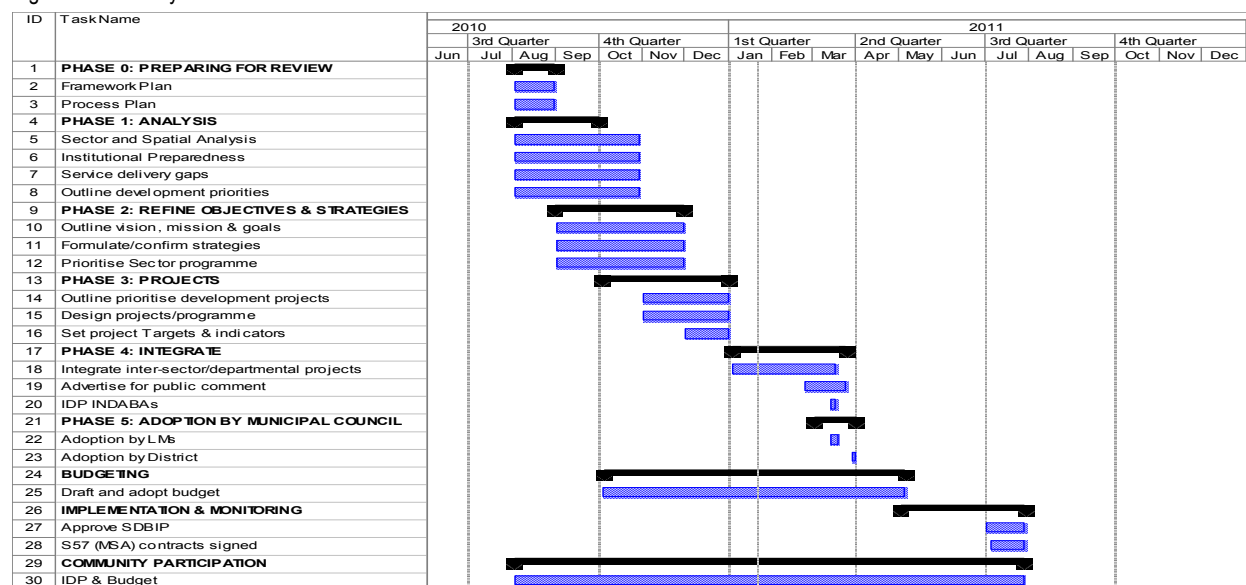 ID TaskName
2010 2011
3rd Quarter 4th Quarter 1st Quarter 2nd Quarter 3rd Quarter 4th Quarter
Jun Jul Aug Sep Oct Nov Dec Jan Feb Mar Apr May Jun Jul Aug Sep Oct Nov Dec
1 PHASE 0: PREPARING FOR REVIEW
2 Framework Plan
3 Process Plan
4 PHASE 1: ANALYSIS
5 Sector and Spatial Analysis
6 Institutional Preparedness
7 Service delivery gaps
8 Outline development priorities
9 PHASE 2: REFINE OBJECTIVES & STRATEGIES
10 Outline vision, mission & goals
11 Formulate/confirm strategies
12 Prioritise Sector programme
13 PHASE 3: PROJECTS
14 Outline prioritise development projects
15 Design projects/programme
16 Set project Targets & indicators
17 PHASE 4: INTEGRATE
18 Integrate inter-sector/departmental projects
19 Advertise for public comment
20 IDP INDABAs
21 PHASE 5: ADOPTION BY MUNICIPAL COUNCIL
22 Adoption by LMs
23 Adoption by District
24 BUDGETING
25 Draft and adopt budget
26 IMPLEMENTATION & MONITORING
27 Approve SDBIP
28 S57 (MSA) contracts signed
29 COMMUNITY PARTICIPATION
30 IDP & Budget